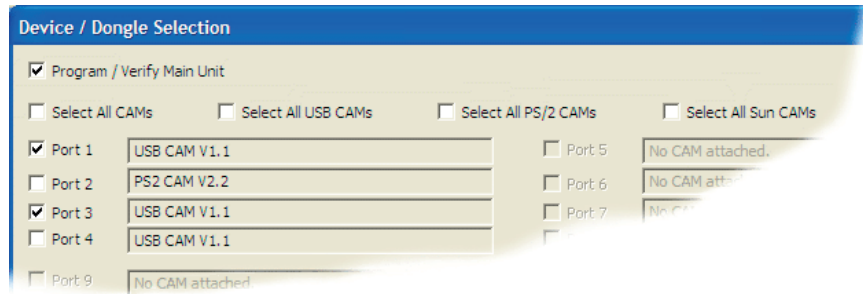 Device / Dongle Selection
Program / Verify Main Unit
Select All CAMs Select All USB CAMs Select All PS/2 CAMs Select All Sun CAMs
Port 1 USB CAM V1.1 Port 5 No CAM attached.
Port 2 PS2 CAM V2.2 Port 6 No CAM
Port 3 USB CAM V1.1 Port 7 No
Port 4 USB CAM V1.1
Port 9 No CAM attached